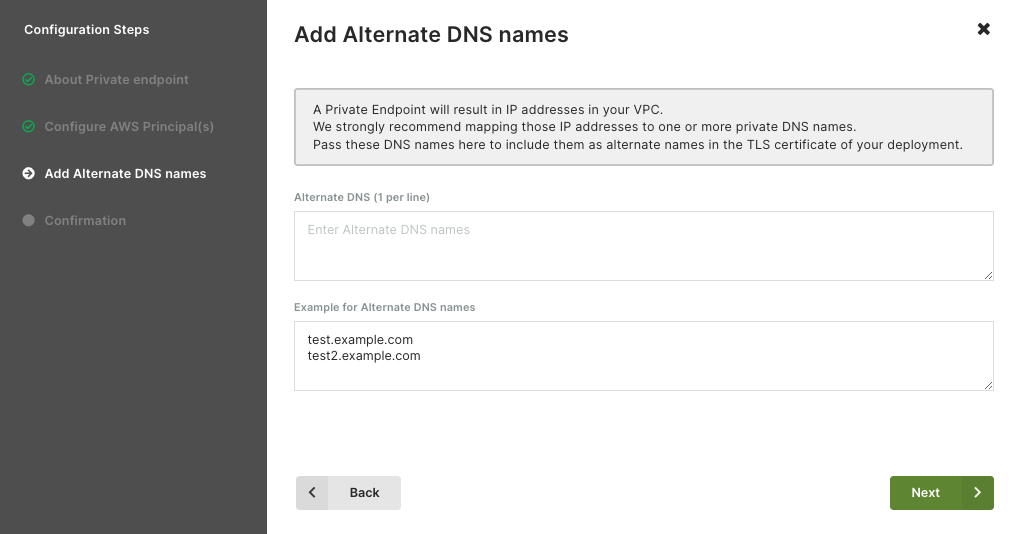 Configuration Steps
About Private endpoint
Configure AWS Principal(s)
Add Alternate DNS names
Confirmation
Add Alternate DNS names
A Private Endpoint will result in IP addresses in your VPC.
We strongly recommend mapping those IP addresses to one or more private DNS names.
Pass these DNS names here to include them as alternate names in the TLS certificate of your deployment.
Alternate DNS (1 per line)
Enter Alternate DNS names
Example for Alternate DNS names
test.example.com
test2.example.com
Back
Next